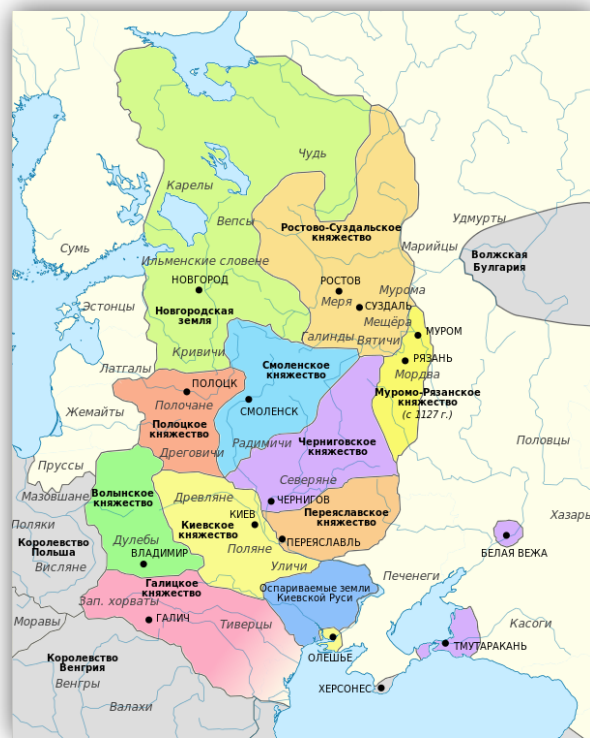 Чудь
Карелы
Вепсы
Удмурты
Ростово-Суздальское
княжество
Марийцы
Сумь
Волжская
Булгария
Ильменские словене
НОВГОРОД
РОСТОВ
Мурома
Меря
СУЗДАЛЬ
Эстонцы
Новгородская
земля
Мещёра
МУРОМ
Галинды
Вятичи
Кривичи
РЯЗАНЬ
Латгалы
Смоленское
княжество
Мордва
ПОЛОЦК
Муромо-Рязанское
княжество
(с 1127 г.)
Полочане
СМОЛЕНСК
Жемайты
Полоцкое
княжество
Радимичи
Черниговское
княжество
Половцы
Дреговичи
Пруссы
Северяне
Мазовшане
Волынское
княжество
Древляне
ЧЕРНИГОВ
Хазары
КИЕВ
Переяславское
княжество
Поляки
Киевское
княжество
Королевство
Польша
Дулебы
Поляне
ПЕРЕЯСЛАВЛЬ
ВЛАДИМИР
БЕЛАЯ ВЕЖА
Висляне
Уличи
Печенеги
Галицкое
княжество
Оспариваемые земли
Киевской Руси
Зап. хорваты
ГАЛИЧ
Тиверцы
Моравы
Касоги
ТМУТАРАКАНЬ
Королевство
Венгрия
ОЛЕШЬЕ
Венгры
ХЕРСОНЕС
Валахи